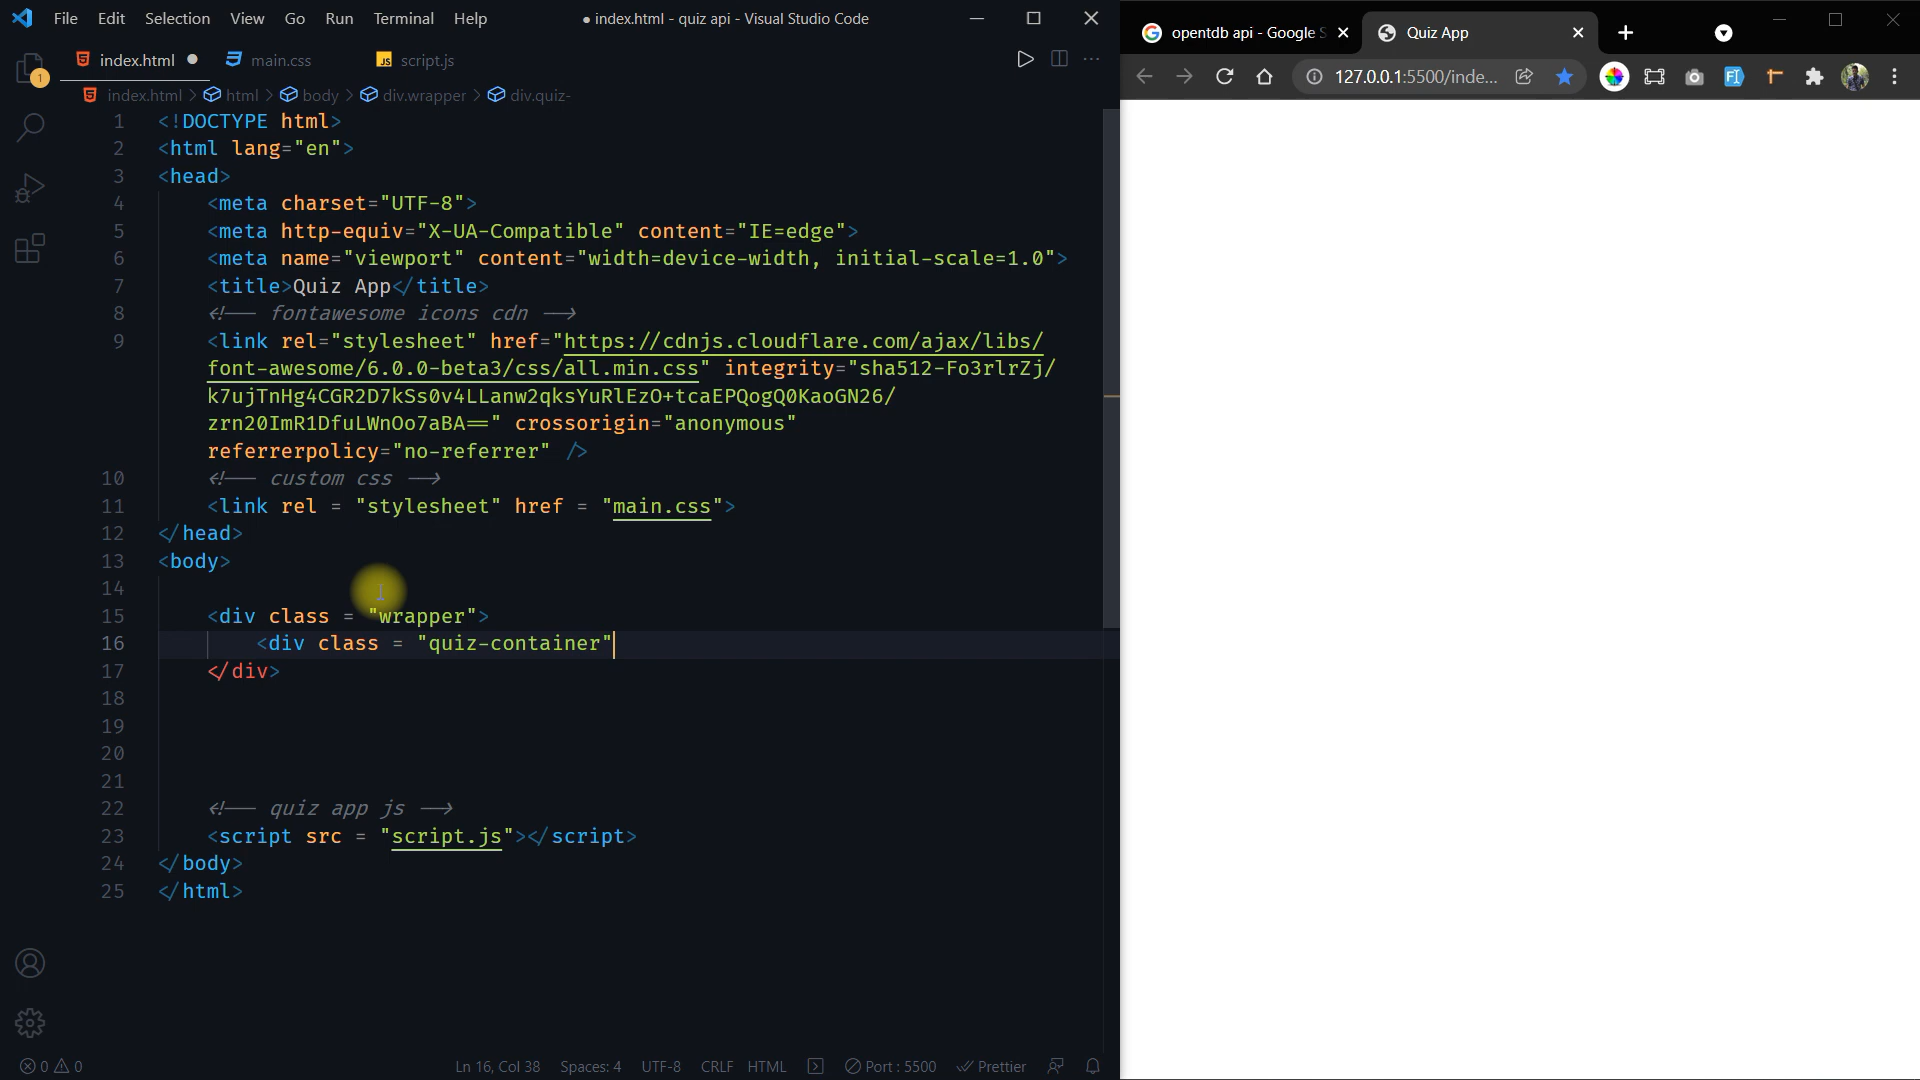 File Edit Selection View Go Run Terminal Help
● index.html - quiz api - Visual Studio Code
index.html ●
main.css
JS script.js
index.html > html > body > div.wrapper > div.quiz-
1 <!DOCTYPE html>
2 <html lang="en">
3 <head>
4 <meta charset="UTF-8">
5 <meta http-equiv="X-UA-Compatible" content="IE=edge">
6 <meta name="viewport" content="width=device-width, initial-scale=1.0">
7 <title>Quiz App</title>
8 <!-- fontawesome icons cdn -->
9 <link rel="stylesheet" href="https://cdnjs.cloudflare.com/ajax/libs/
font-awesome/6.0.0-beta3/css/all.min.css" integrity="sha512-Fo3rlrZj/
k7ujTnHg4CGR2D7kSs0v4LLanw2qksYuRlEzO+tcaEPQogQ0KaoGN26/
zrn20ImR1DfuLWnOo7aBA==" crossorigin="anonymous"
referrerpolicy="no-referrer" />
10 <!-- custom css -->
11 <link rel = "stylesheet" href = "main.css">
12 </head>
13 <body>
14
15 <div class = "wrapper">
16 <div class = "quiz-container"
17 </div>
18
19
20
21
22 <!-- quiz app js -->
23 <script src = "script.js"></script>
24 </body>
25 </html>
1
0 0
Ln 16, Col 38 Spaces: 4 UTF-8 CRLF HTML Port : 5500 Prettier
opentdb api - Google S
Quiz App
127.0.0.1:5500/inde...